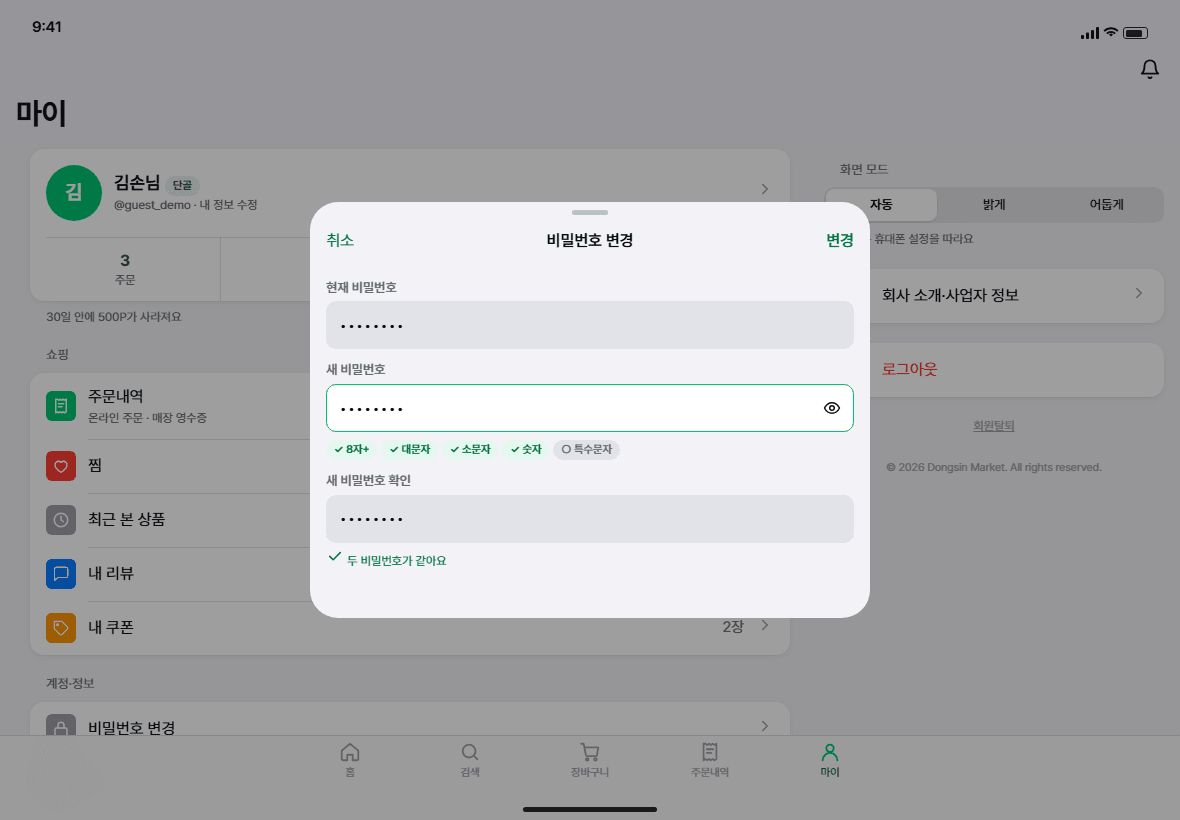 9:41
마이
김
김손님 단골
@guest_demo · 내 정보 수정
3
주문
30일 안에 500P가 사라져요
쇼핑
주문내역
온라인 주문 · 매장 영수증
찜
최근 본 상품
내 리뷰
내 쿠폰
2장
계정·정보
비밀번호 변경
화면 모드
자동
밝게
어둡게
휴대폰 설정을 따라요
회사 소개·사업자 정보
로그아웃
회원탈퇴
© 2026 Dongsin Market. All rights reserved.
취소
비밀번호 변경
변경
현재 비밀번호
••••••••
새 비밀번호
••••••••
8자+
대문자
소문자
숫자
특수문자
새 비밀번호 확인
••••••••
두 비밀번호가 같아요
홈
검색
장바구니
주문내역
마이